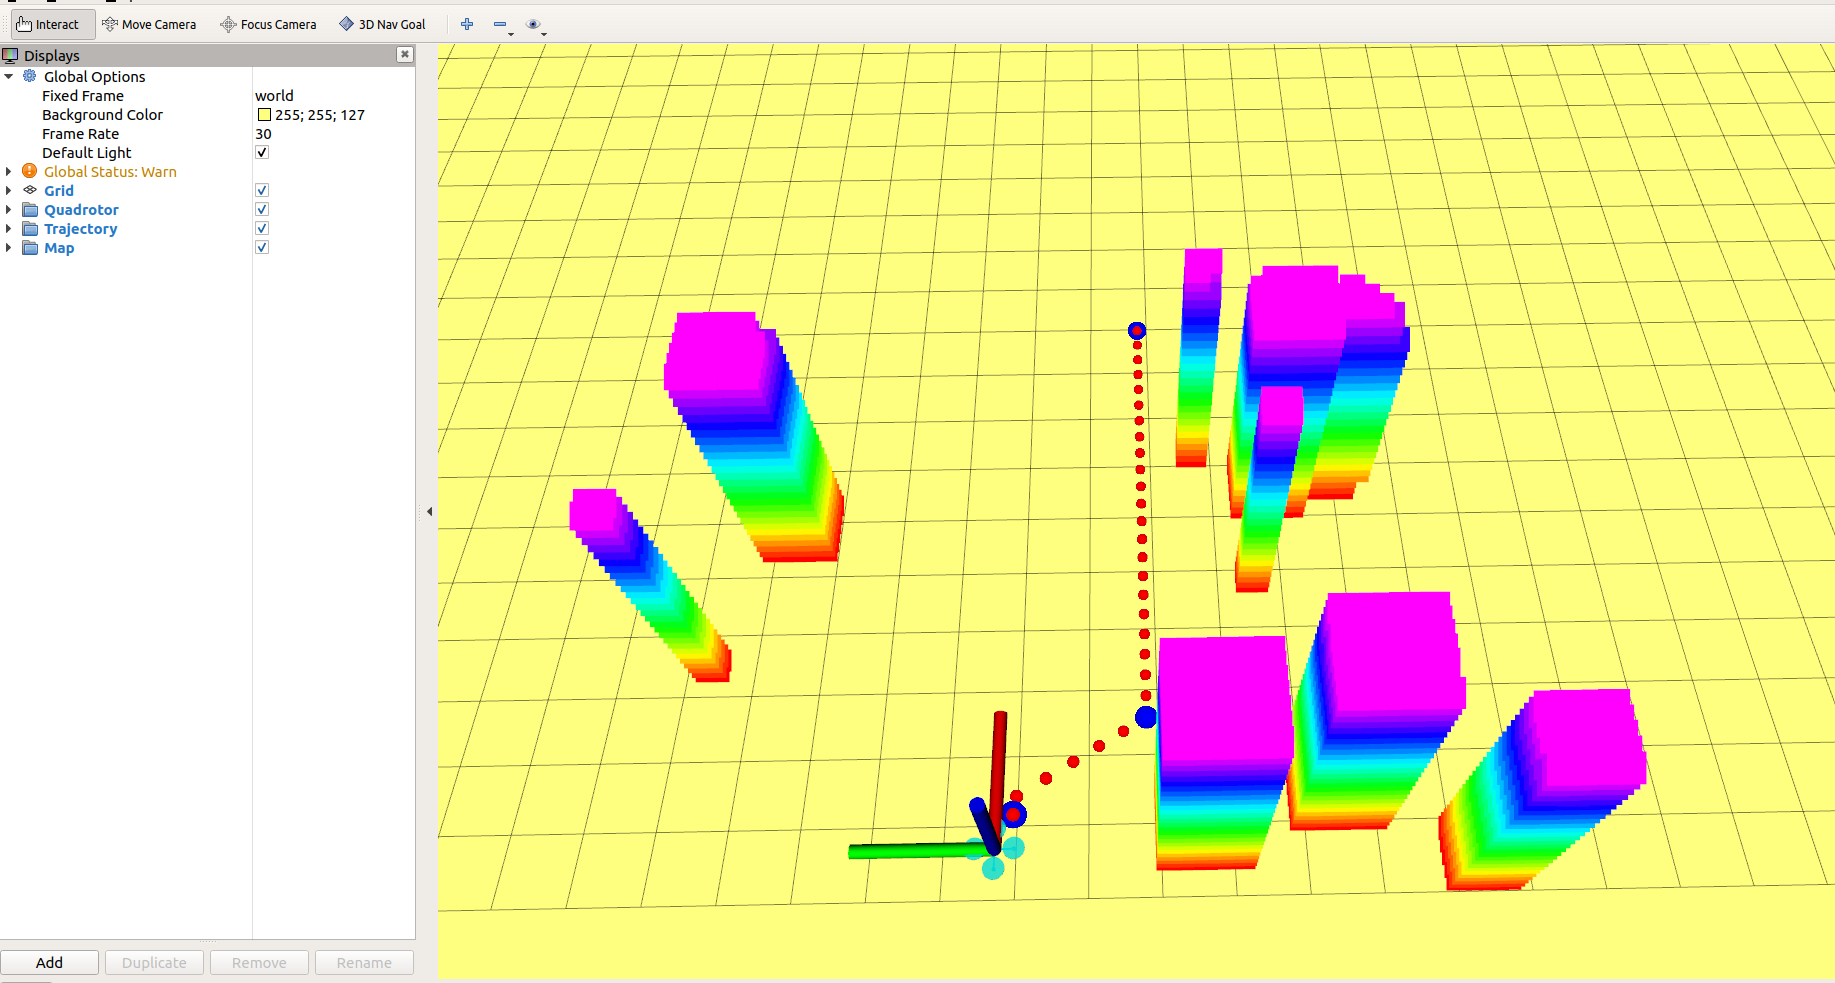 Interact Move Camera Focus Camera 3D Nav Goal
Displays
Global Options
Fixed Frame world
Background Color 255; 255; 127
Frame Rate 30
Default Light
Global Status: Warn
Grid
Quadrotor
Trajectory
Map
Add Duplicate Remove Rename